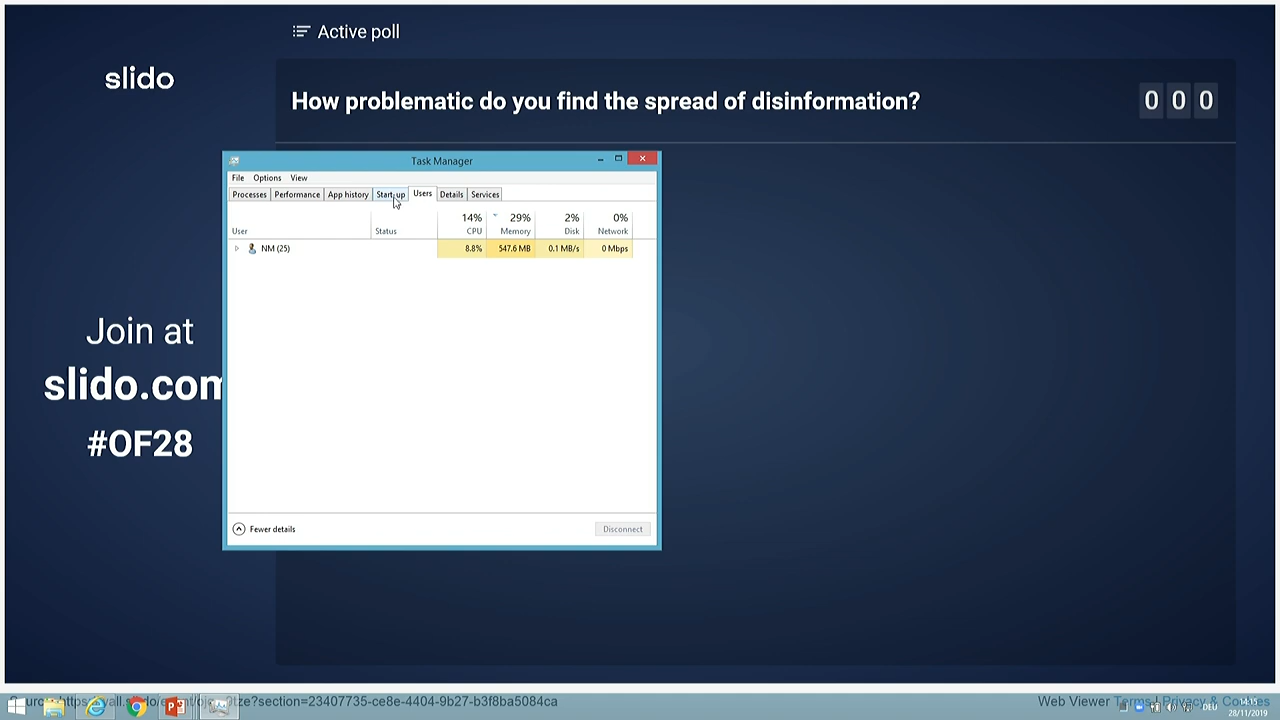 Active poll
slido
How problematic do you find the spread of disinformation?
0 0 0
Task Manager
File Options View
Processes Performance App history Start-up Users Details Services
14% 29% 2% 0%
User Status CPU Memory Disk Network
NM (25) 8.8% 547.6 MB 0.1 MB/s 0 Mbps
Join at
slido.com
#OF28
Fewer details
Disconnect
?section=23407735-ce8e-4404-9b27-b3f8ba5084ca
Web Viewer Terms | Privacy & Cookies
DEU
28/11/2019